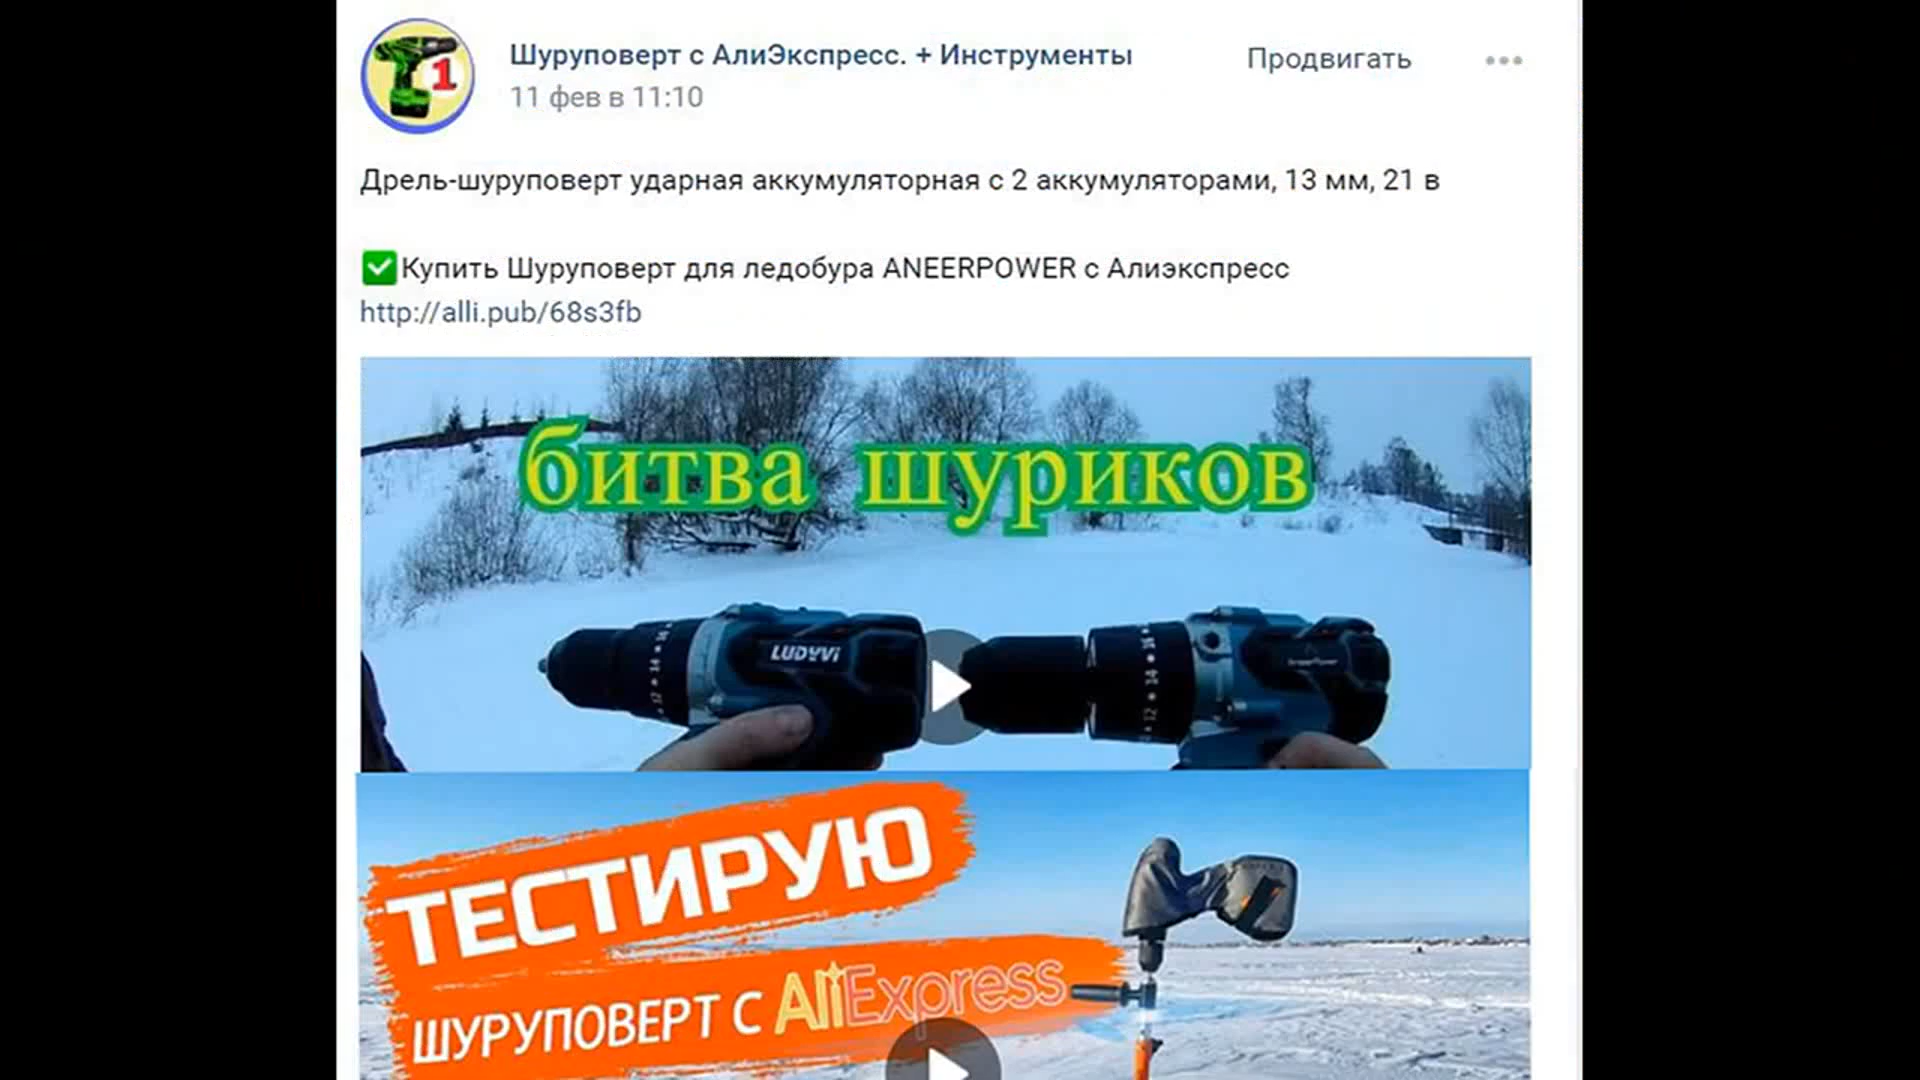 1
Шуруповерт с АлиЭкспресс. + Инструменты
Продвигать
11 фев в 11:10
Дрель-шуруповерт ударная аккумуляторная с 2 аккумуляторами, 13 мм, 21 в
✅Купить Шуруповерт для ледобура ANEERPOWER с Алиэкспресс
http://alli.pub/68s3fb
битва шуриков
LUDYVI
ТЕСТИРУЮ
ШУРУПОВЕРТ С AliExpress